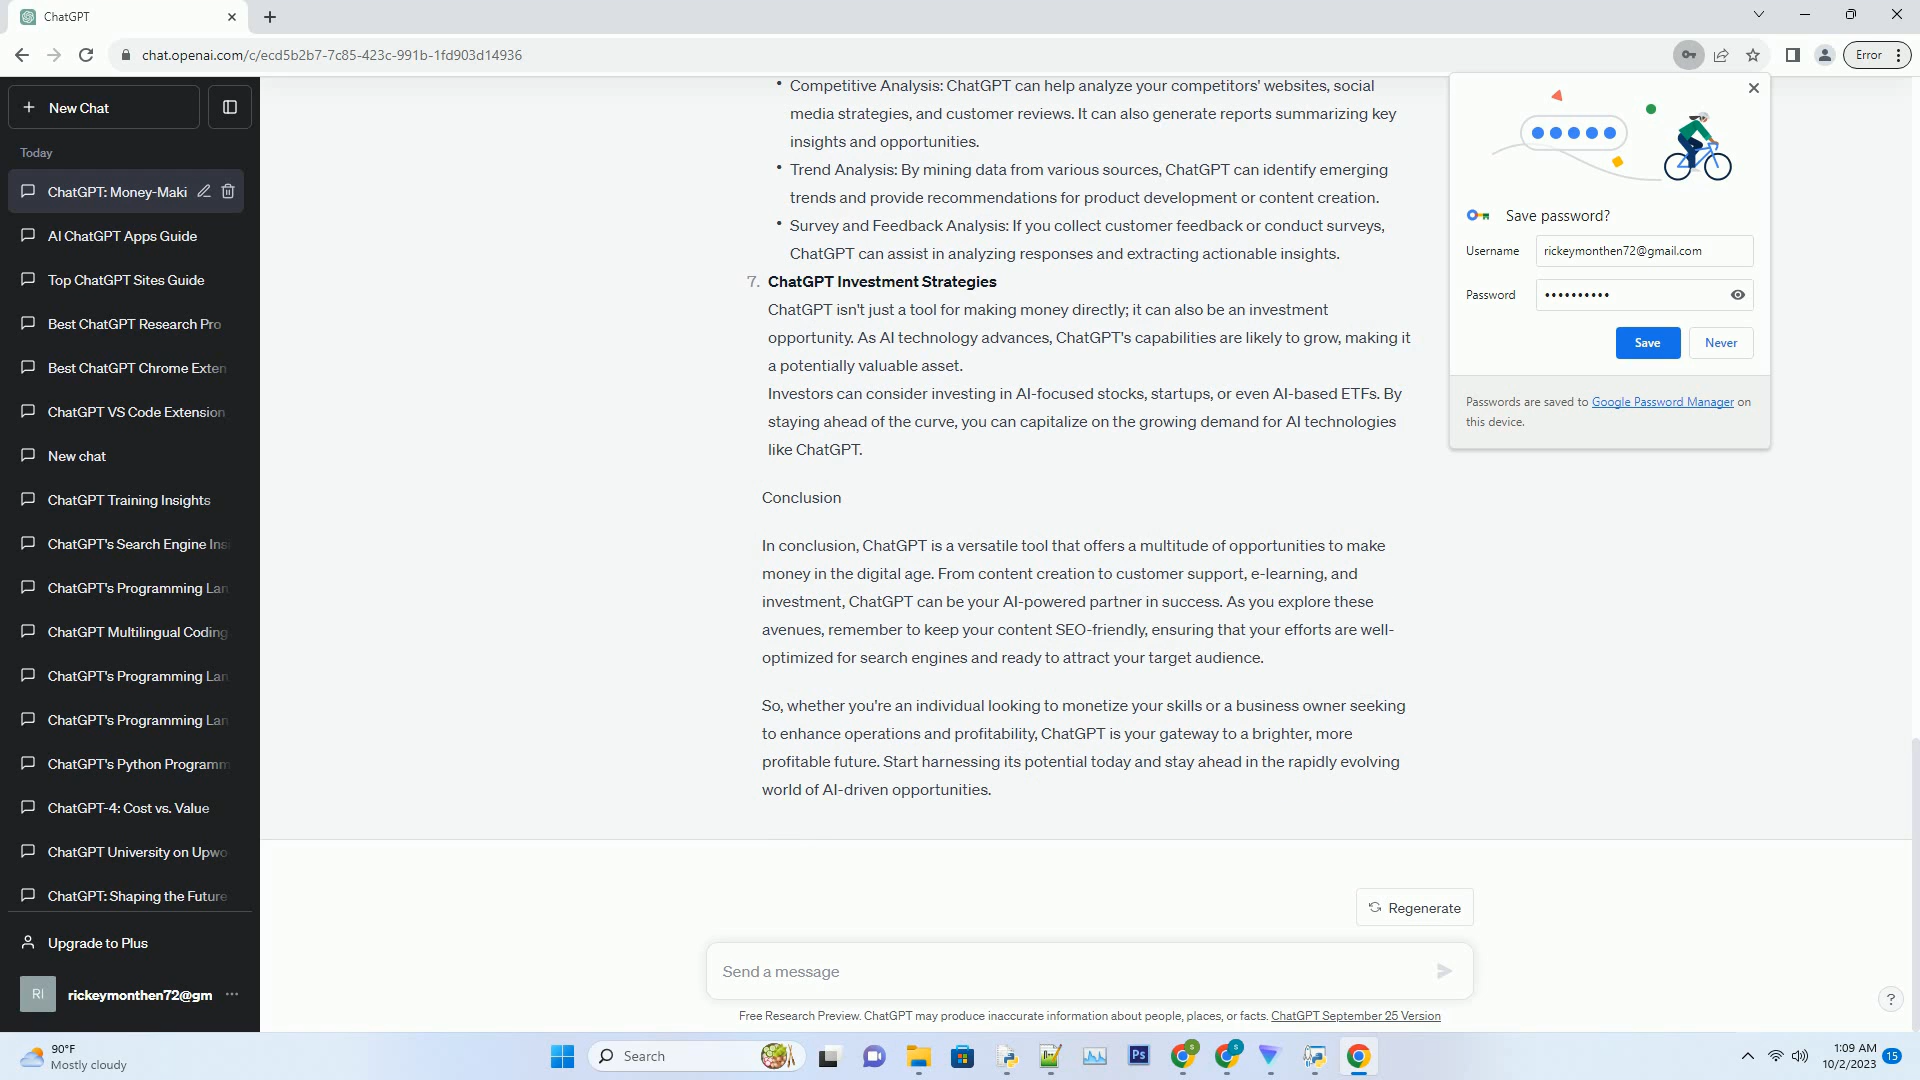 ChatGPT
chat.openai.com/c/ecd5b2b7-7c85-423c-991b-1fd903d14936
Error
New Chat
Today
ChatGPT: Money-Maki
AI ChatGPT Apps Guide
Top ChatGPT Sites Guide
Best ChatGPT Research Pro
Best ChatGPT Chrome Exten
ChatGPT VS Code Extension
New chat
ChatGPT Training Insights
ChatGPT's Search Engine Ins
ChatGPT's Programming Lan
ChatGPT Multilingual Coding
ChatGPT's Programming Lan
ChatGPT's Programming Lan
ChatGPT's Python Programm
ChatGPT-4: Cost vs. Value
ChatGPT University on Upwo
ChatGPT: Shaping the Future
Upgrade to Plus
RI
rickeymonthen72@gm
• Competitive Analysis: ChatGPT can help analyze your competitors' websites, social
media strategies, and customer reviews. It can also generate reports summarizing key
insights and opportunities.
• Trend Analysis: By mining data from various sources, ChatGPT can identify emerging
trends and provide recommendations for product development or content creation.
• Survey and Feedback Analysis: If you collect customer feedback or conduct surveys,
ChatGPT can assist in analyzing responses and extracting actionable insights.
7. ChatGPT Investment Strategies
ChatGPT isn't just a tool for making money directly; it can also be an investment
opportunity. As AI technology advances, ChatGPT's capabilities are likely to grow, making it
a potentially valuable asset.
Investors can consider investing in AI-focused stocks, startups, or even AI-based ETFs. By
staying ahead of the curve, you can capitalize on the growing demand for AI technologies
like ChatGPT.
Conclusion
In conclusion, ChatGPT is a versatile tool that offers a multitude of opportunities to make
money in the digital age. From content creation to customer support, e-learning, and
investment, ChatGPT can be your AI-powered partner in success. As you explore these
avenues, remember to keep your content SEO-friendly, ensuring that your efforts are well-
optimized for search engines and ready to attract your target audience.
So, whether you're an individual looking to monetize your skills or a business owner seeking
to enhance operations and profitability, ChatGPT is your gateway to a brighter, more
profitable future. Start harnessing its potential today and stay ahead in the rapidly evolving
world of AI-driven opportunities.
Regenerate
Send a message
Free Research Preview. ChatGPT may produce inaccurate information about people, places, or facts. ChatGPT September 25 Version
?
Save password?
Username rickeymonthen72@gmail.com
Password ••••••••••
Save Never
Passwords are saved to Google Password Manager on
this device.
90°F
Mostly cloudy
Search
Ps
S
S
1:09 AM
10/2/2023
15